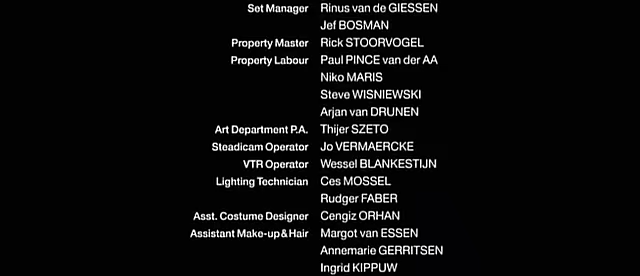 Set Manager Rinus van de GIESSEN
Jef BOSMAN
Property Master Rick STOORVOGEL
Property Labour Paul PINCE van der AA
Niko MARIS
Steve WISNIEWSKI
Arjan van DRUNEN
Art Department P.A. Thijer SZETO
Steadicam Operator Jo VERMAERCKE
VTR Operator Wessel BLANKESTIJN
Lighting Technician Ces MOSSEL
Rudger FABER
Asst. Costume Designer Cengiz ORHAN
Assistant Make-up & Hair Margot van ESSEN
Annemarie GERRITSEN
Ingrid KIPPUW